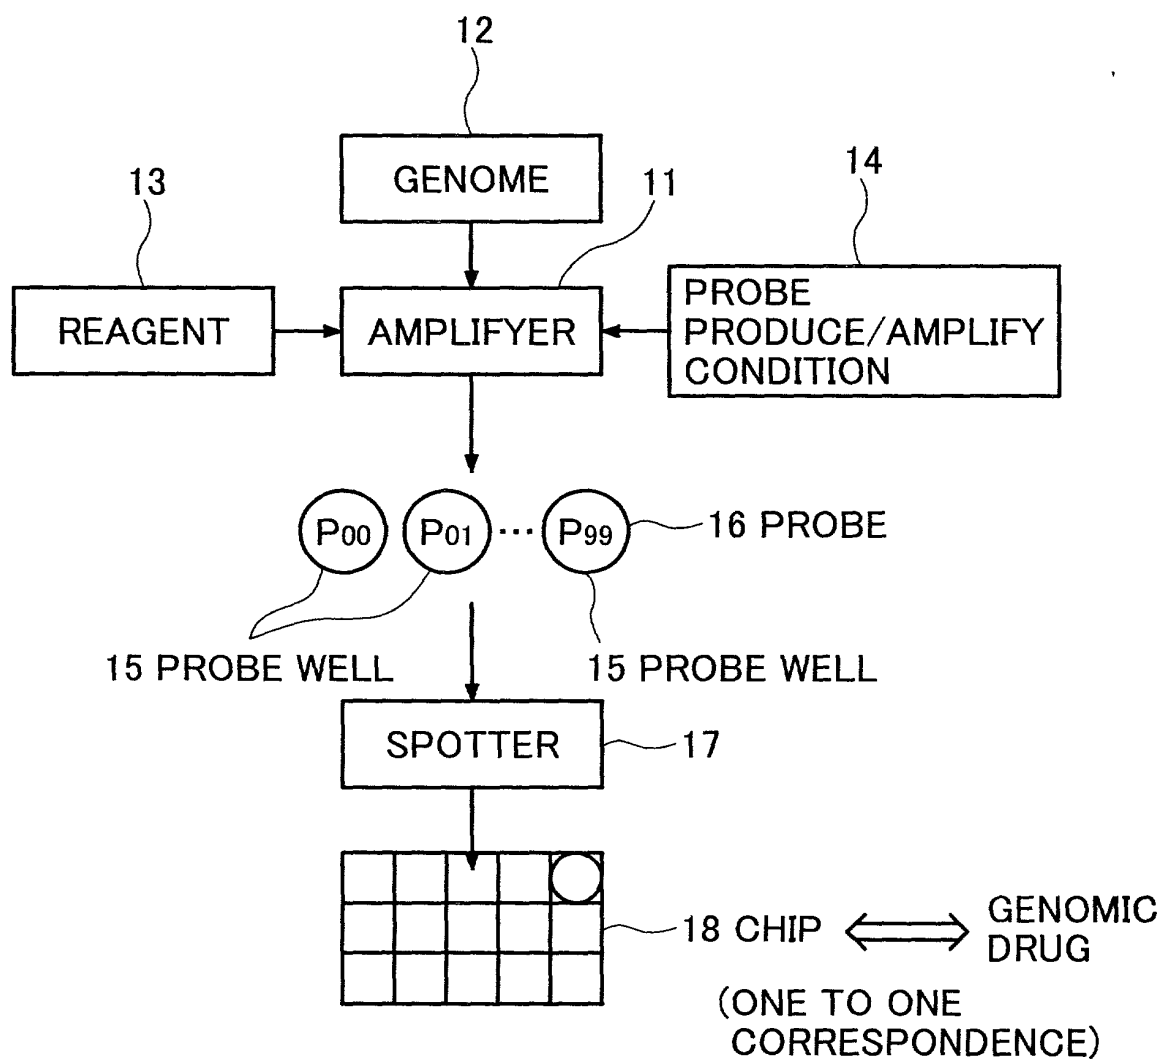 12
GENOME
13
11
14
REAGENT
AMPLIFYER
PROBE
PRODUCE/AMPLIFY
CONDITION
P00 P01 ... P99
16 PROBE
15 PROBE WELL
15 PROBE WELL
SPOTTER
17
18 CHIP
GENOMIC
DRUG
(ONE TO ONE
CORRESPONDENCE)